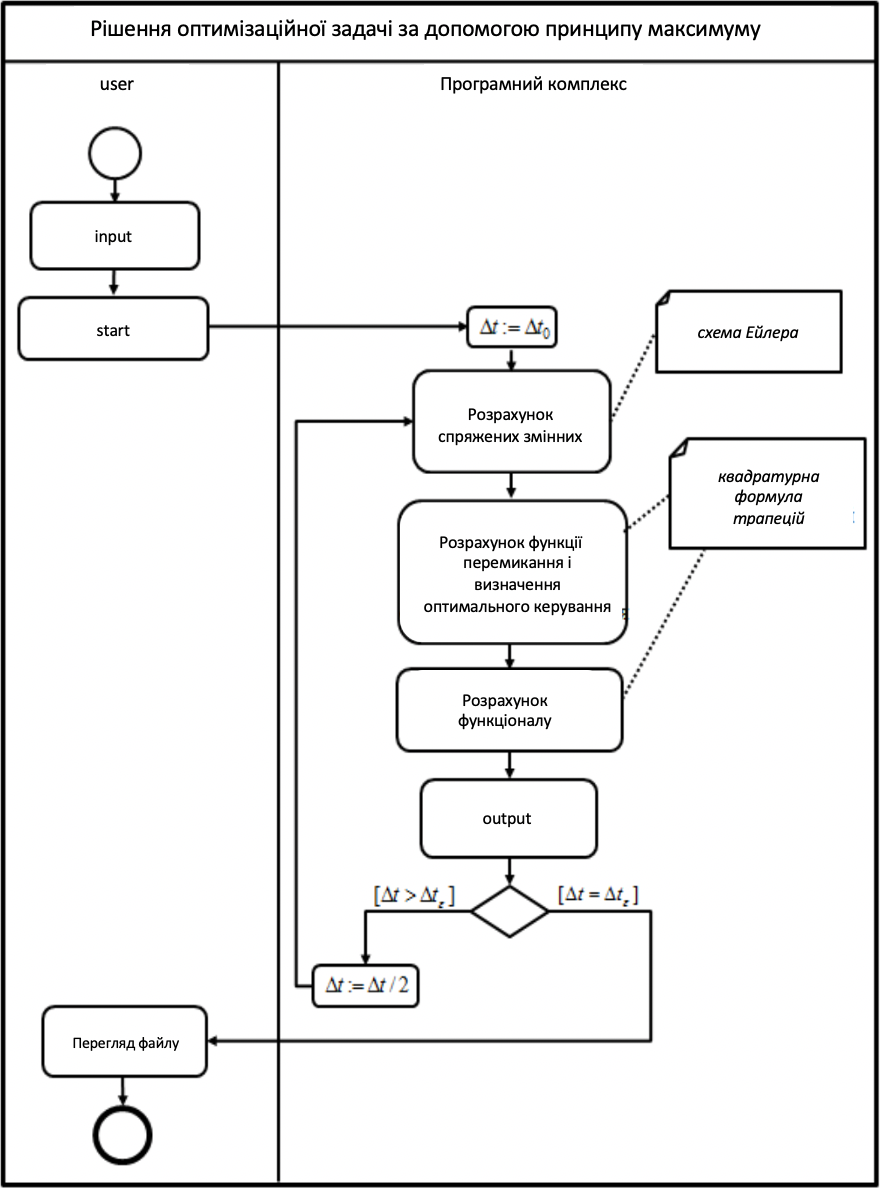 Рішення оптимізаційної задачі за допомогою принципу максимуму
user
Програмний комплекс
input
start
Δt := Δt₀
схема Ейлера
Розрахунок
спряжених змінних
квадратурна
формула
трапецій
Розрахунок функції
перемикання і
визначення
оптимального керування
Розрахунок
функціоналу
output
[Δt > Δtε]
[Δt = Δtε]
Δt := Δt / 2
Перегляд файлу